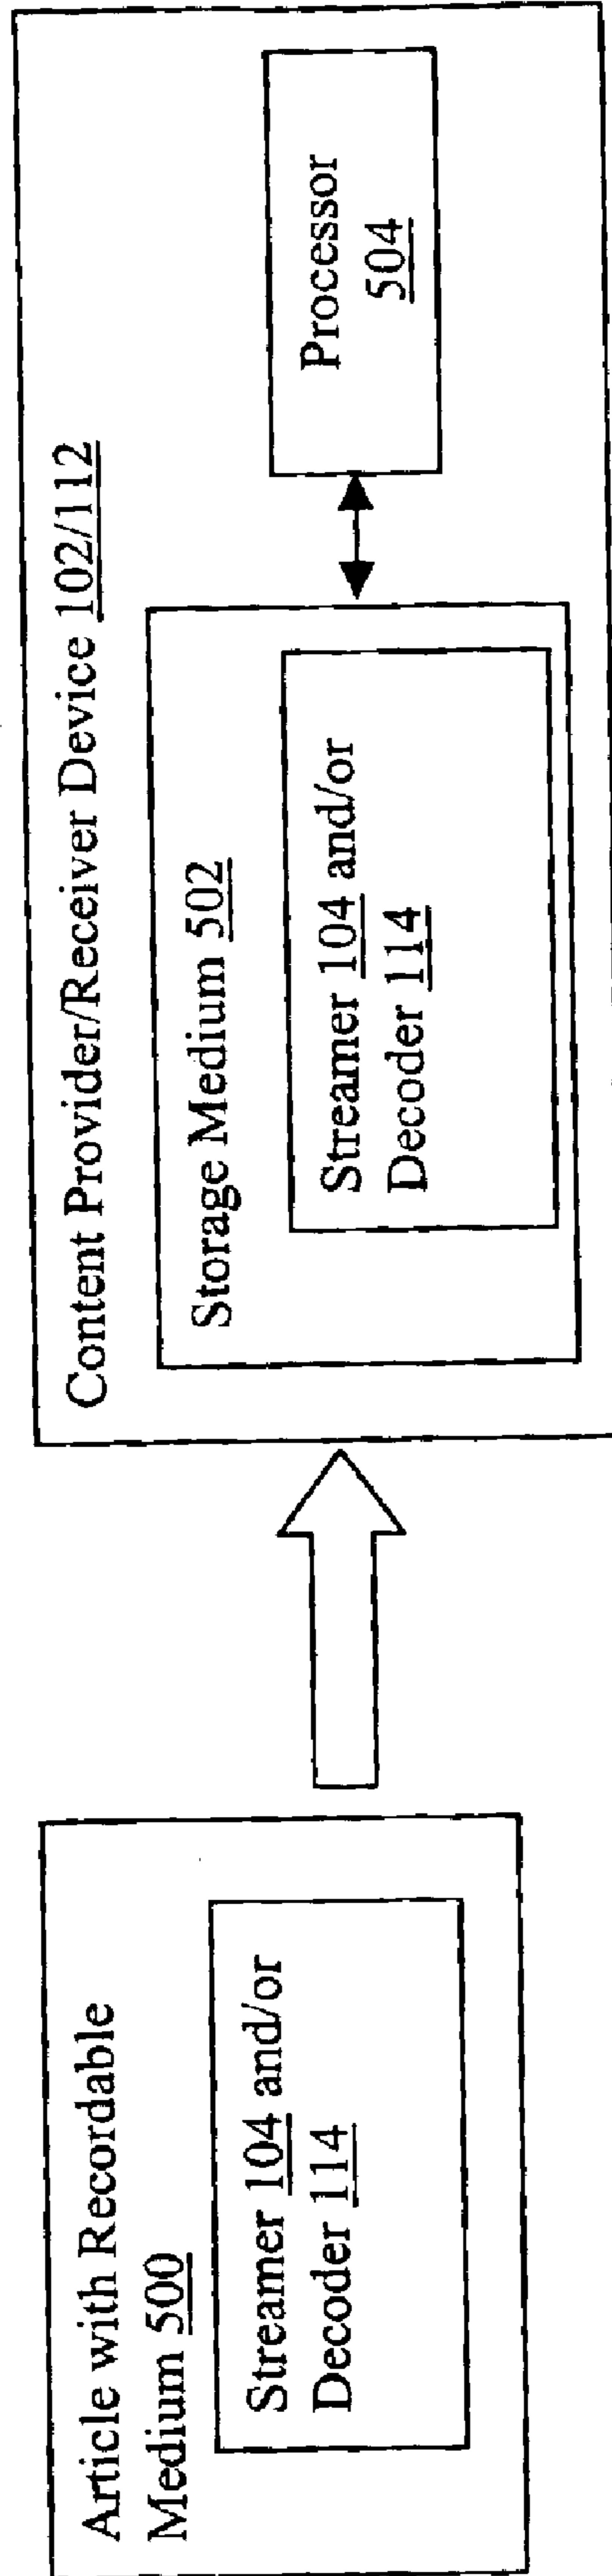 Article with Recordable
Medium 500
Streamer 104 and/or
Decoder 114
Content Provider/Receiver Device 102/112
Storage Medium 502
Streamer 104 and/or
Decoder 114
Processor
504